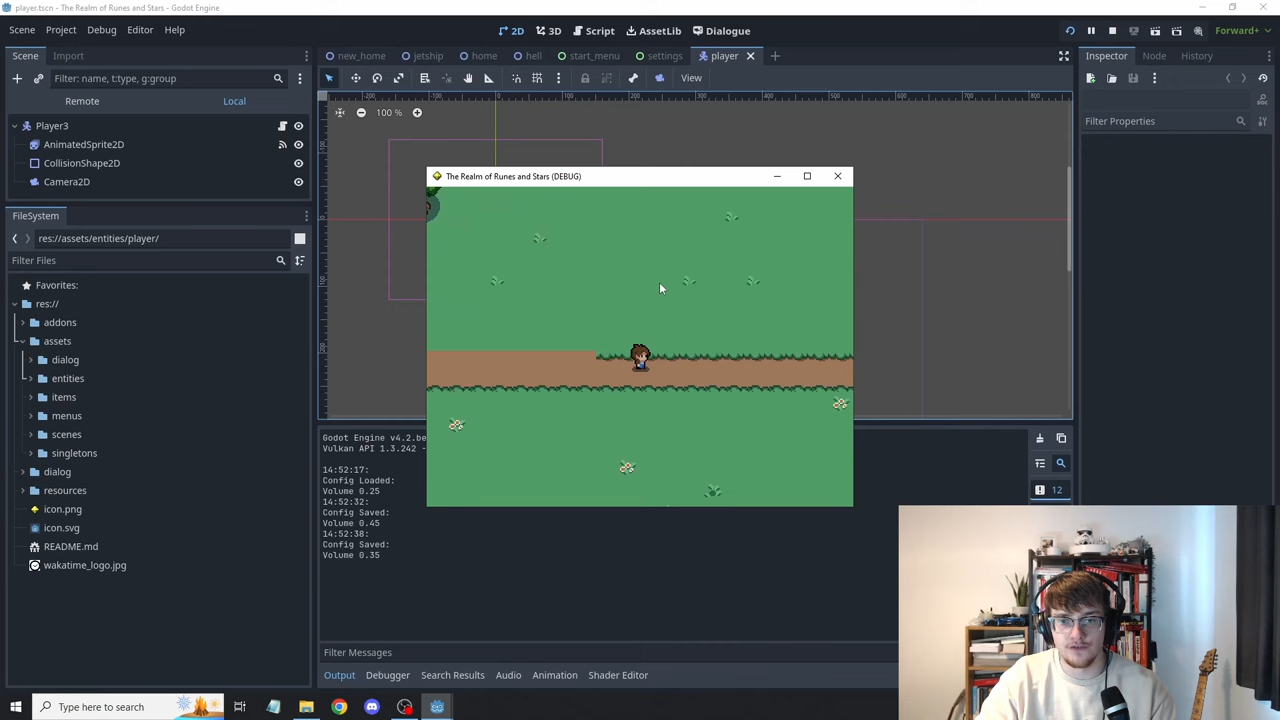 player.tscn - The Realm of Runes and Stars - Godot Engine
Scene Project Debug Editor Help
2D 3D Script AssetLib Dialogue
Forward+
Scene Import
new_home jetship home hell start_menu settings player
Inspector Node History
Filter: name, t:type, g:group
View
Remote Local
100 %
Filter Properties
Player3
AnimatedSprite2D
CollisionShape2D
Camera2D
The Realm of Runes and Stars (DEBUG)
FileSystem
res://assets/entities/player/
Filter Files
Favorites:
res://
addons
assets
dialog
entities
items
menus
scenes
singletons
dialog
resources
icon.png
icon.svg
README.md
wakatime_logo.jpg
Godot Engine v4.2.be
Vulkan API 1.3.242 -
14:52:17:
Config Loaded:
Volume 0.25
14:52:32:
Config Saved:
Volume 0.45
14:52:38:
Config Saved:
Volume 0.35
12
Filter Messages
Output Debugger Search Results Audio Animation Shader Editor
Type here to search